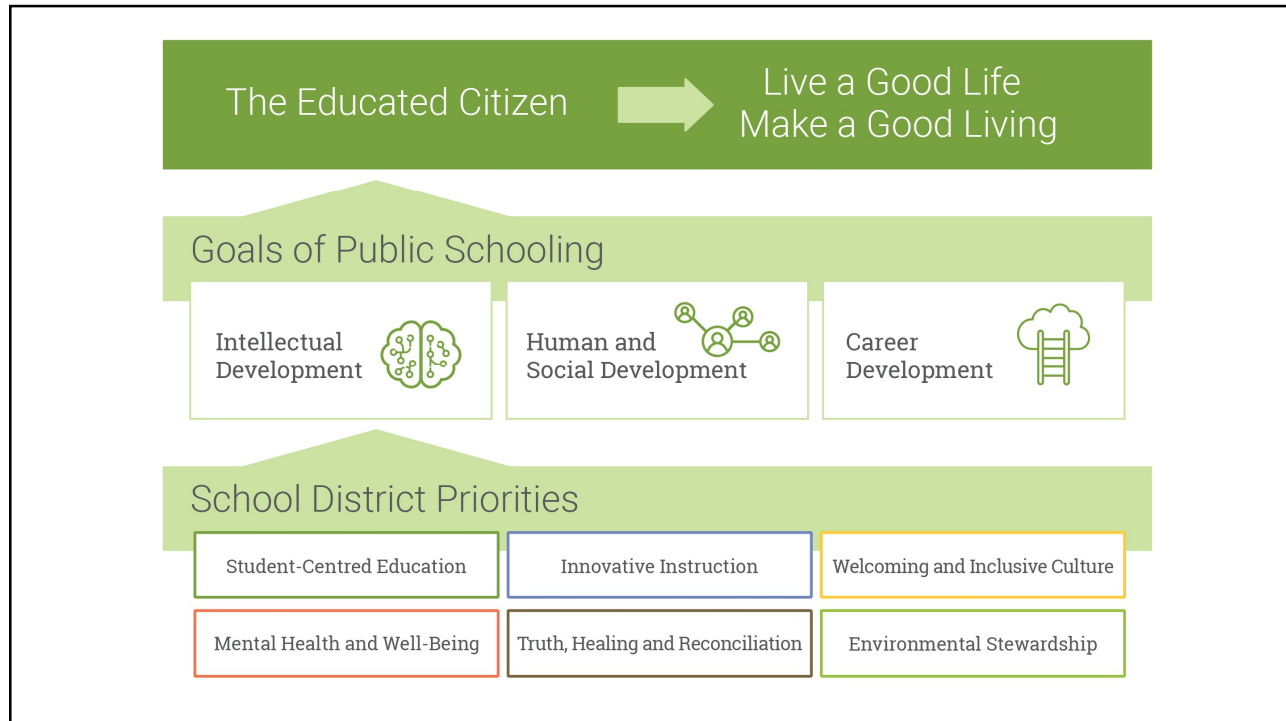 The Educated Citizen
Live a Good Life
Make a Good Living
Goals of Public Schooling
Intellectual
Development
Human and
Social Development
Career
Development
School District Priorities
Student-Centred Education
Innovative Instruction
Welcoming and Inclusive Culture
Mental Health and Well-Being
Truth, Healing and Reconciliation
Environmental Stewardship